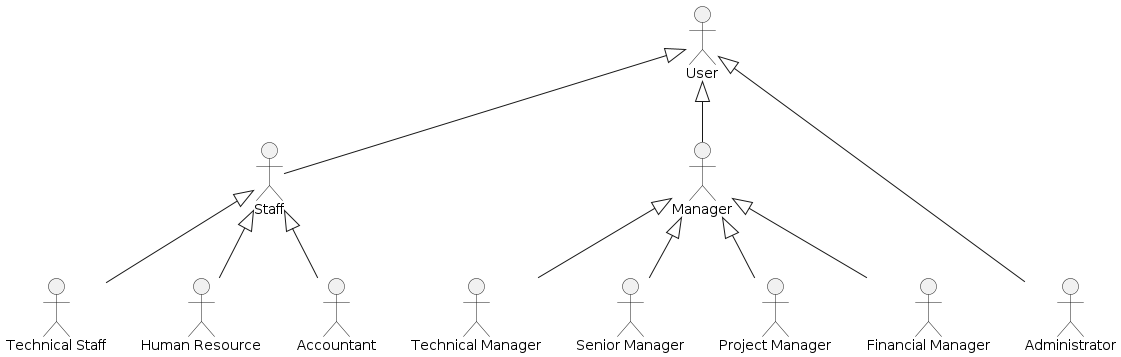 User
Staff
Manager
Technical Staff
Human Resource
Accountant
Technical Manager
Senior Manager
Project Manager
Financial Manager
Administrator